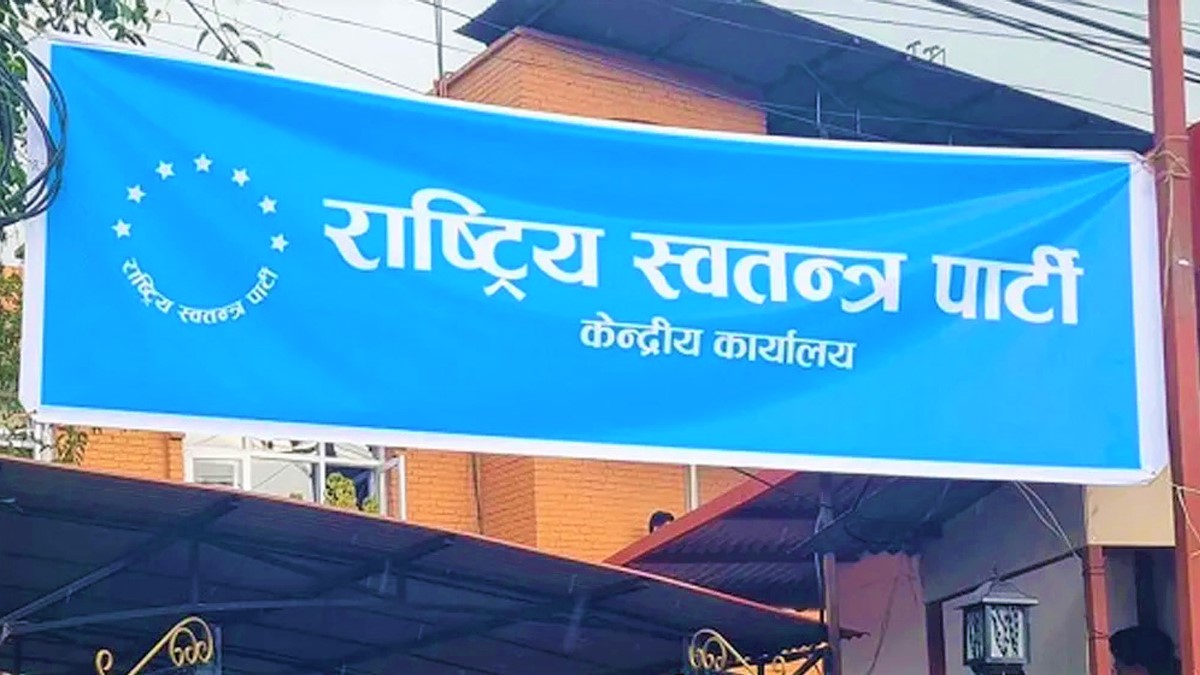 राष्ट्रिय स्वतन्त्र पार्टी
राष्ट्रिय स्वतन्त्र पार्टी
केन्द्रीय कार्यालय